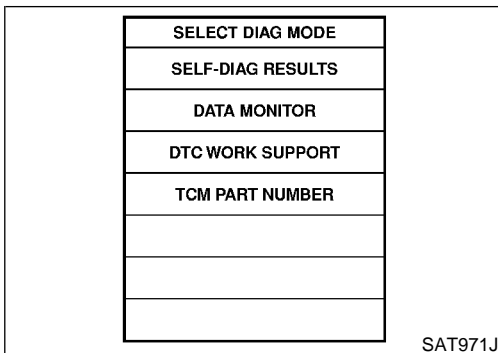 SELECT DIAG MODE
SELF-DIAG RESULTS
DATA MONITOR
DTC WORK SUPPORT
TCM PART NUMBER
SAT971J